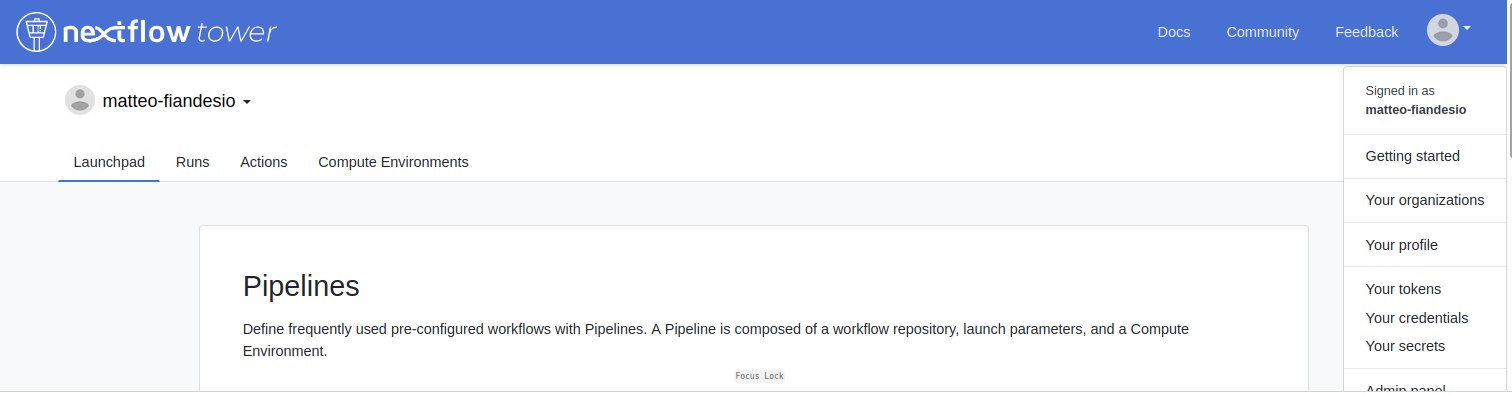 nextflow tower
Docs
Community
Feedback
matteo-fiandesio
Signed in as
matteo-fiandesio
Launchpad
Runs
Actions
Compute Environments
Getting started
Your organizations
Your profile
Your tokens
Your credentials
Your secrets
Admin panel
Pipelines
Define frequently used pre-configured workflows with Pipelines. A Pipeline is composed of a workflow repository, launch parameters, and a Compute
Environment.
Focus Lock